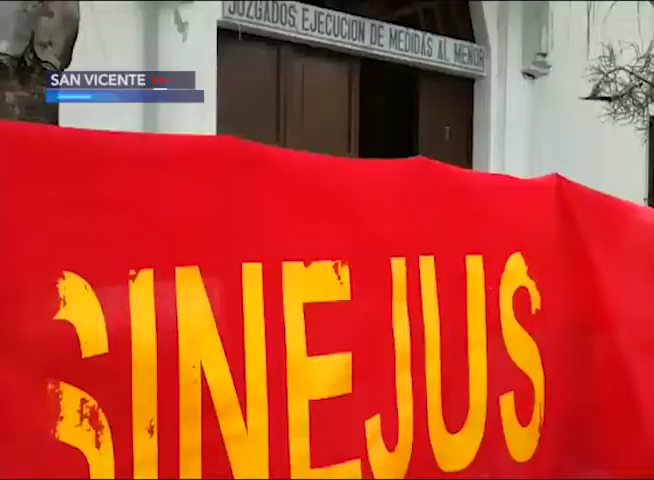 JUZGADOS EJECUCION DE MEDIDAS AL MENOR
SAN VICENTE
SINEJUS